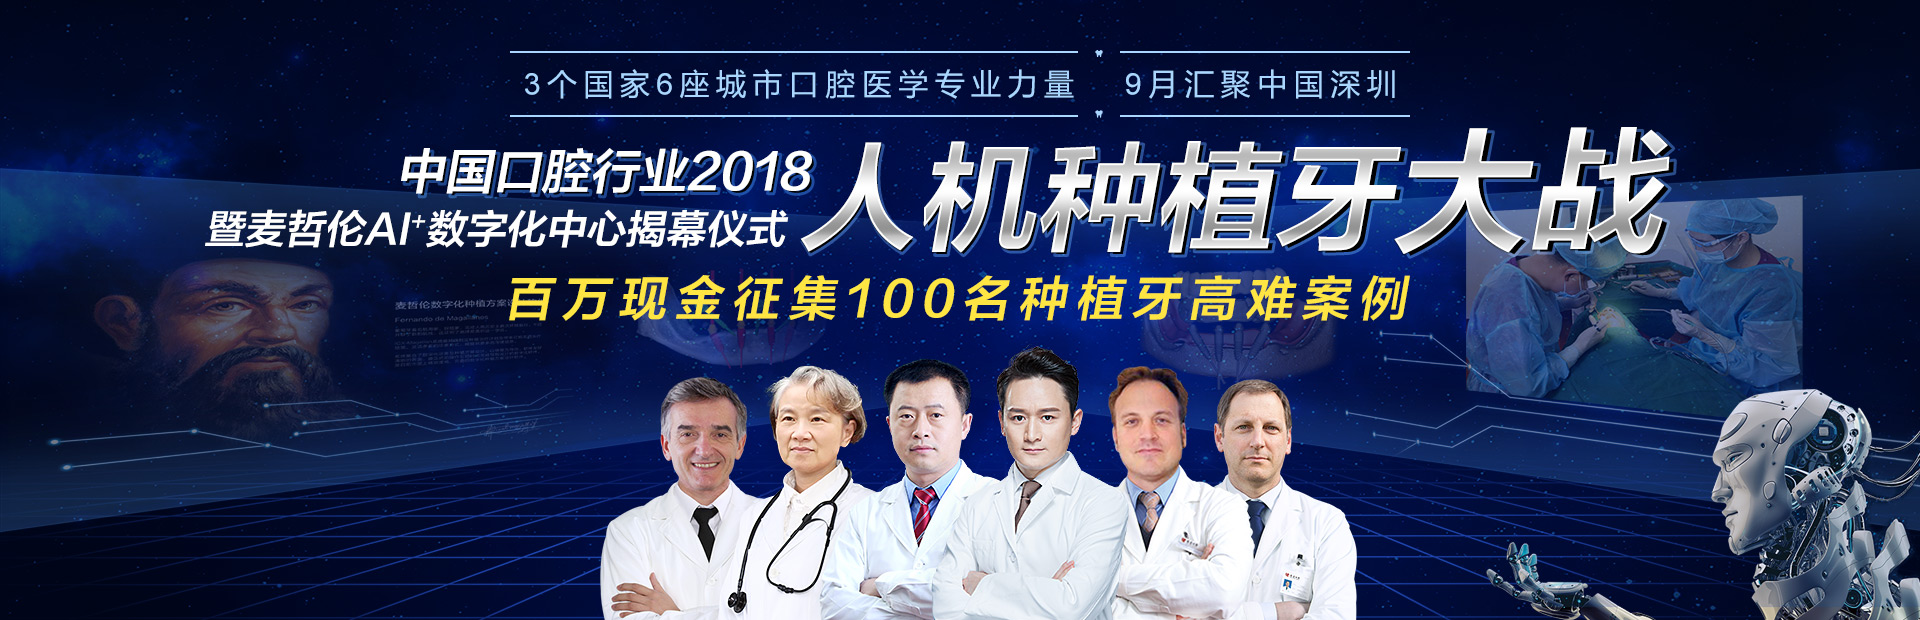 3个国家6座城市口腔医学专业力量 9月汇聚中国深圳
中国口腔行业2018
暨麦哲伦AI+数字化中心揭幕仪式
人机种植牙大战
百万现金征集100名种植牙高难案例
麦哲伦数字化种植方案